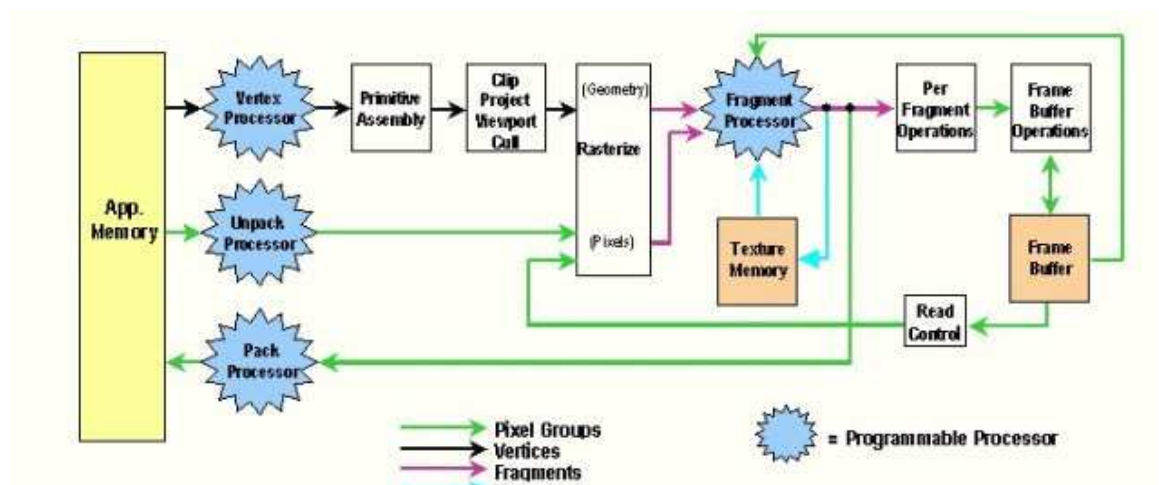 App.
Memory
Vertex
Processor
Primitive
Assembly
Clip
Project
Viewport
Cull
(Geometry)
Rasterize
(Pixels)
Fragment
Processor
Per
Fragment
Operations
Frame
Buffer
Operations
Unpack
Processor
Texture
Memory
Frame
Buffer
Read
Control
Pack
Processor
Pixel Groups
Vertices
Fragments
= Programmable Processor